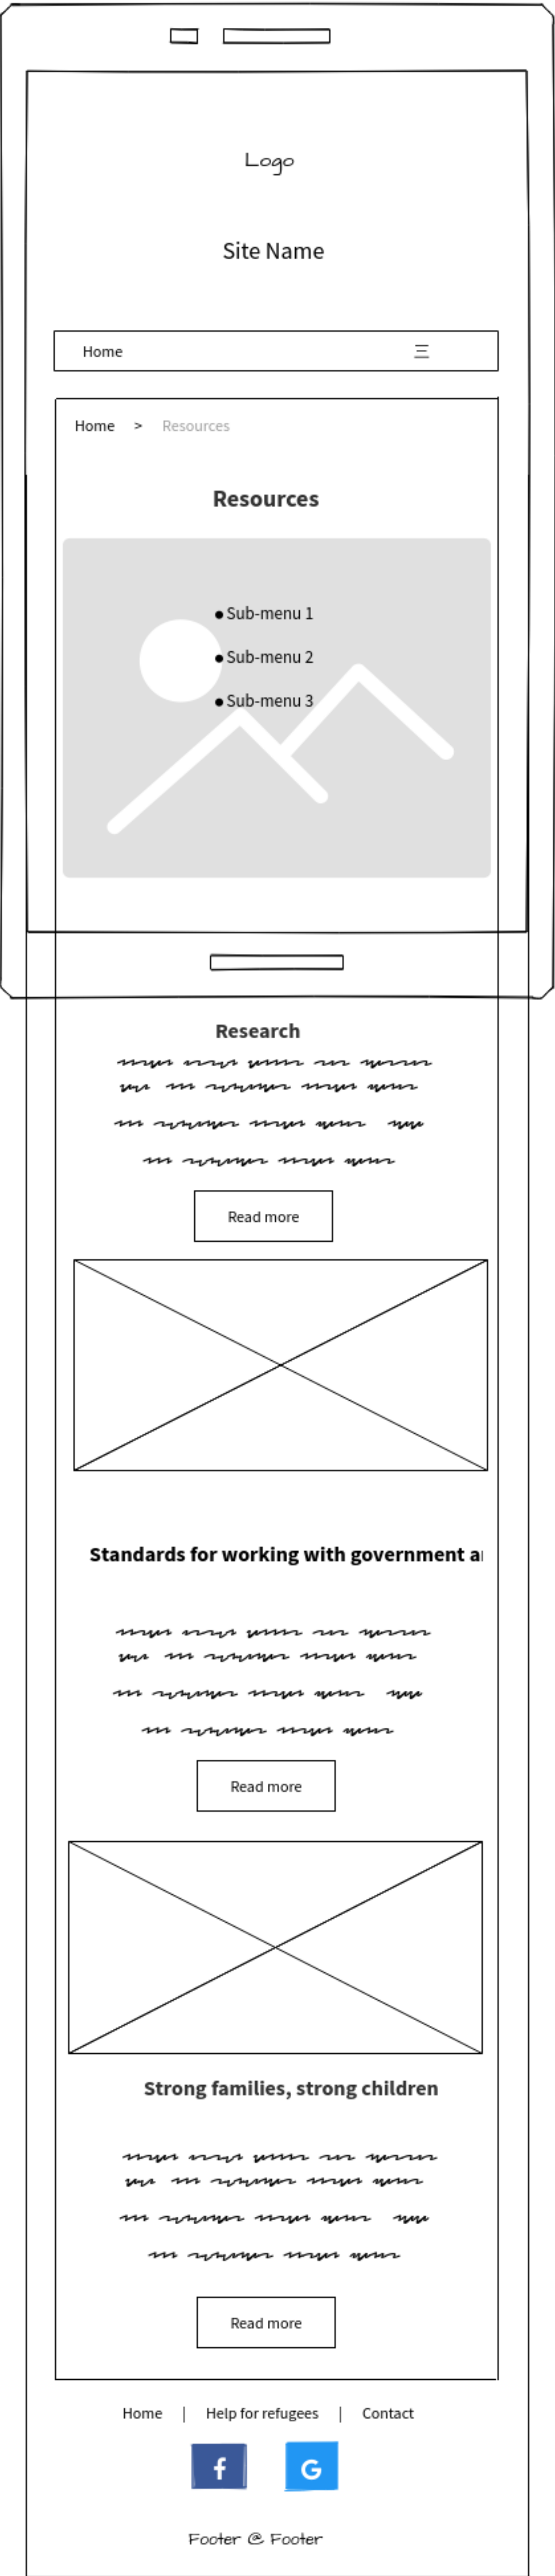 Logo
Site Name
Home
Home > Resources
Resources
Sub-menu 1
Sub-menu 2
Sub-menu 3
Research
Read more
Standards for working with government a
Read more
Strong families, strong children
Read more
Home | Help for refugees | Contact
f G
Footer @ Footer